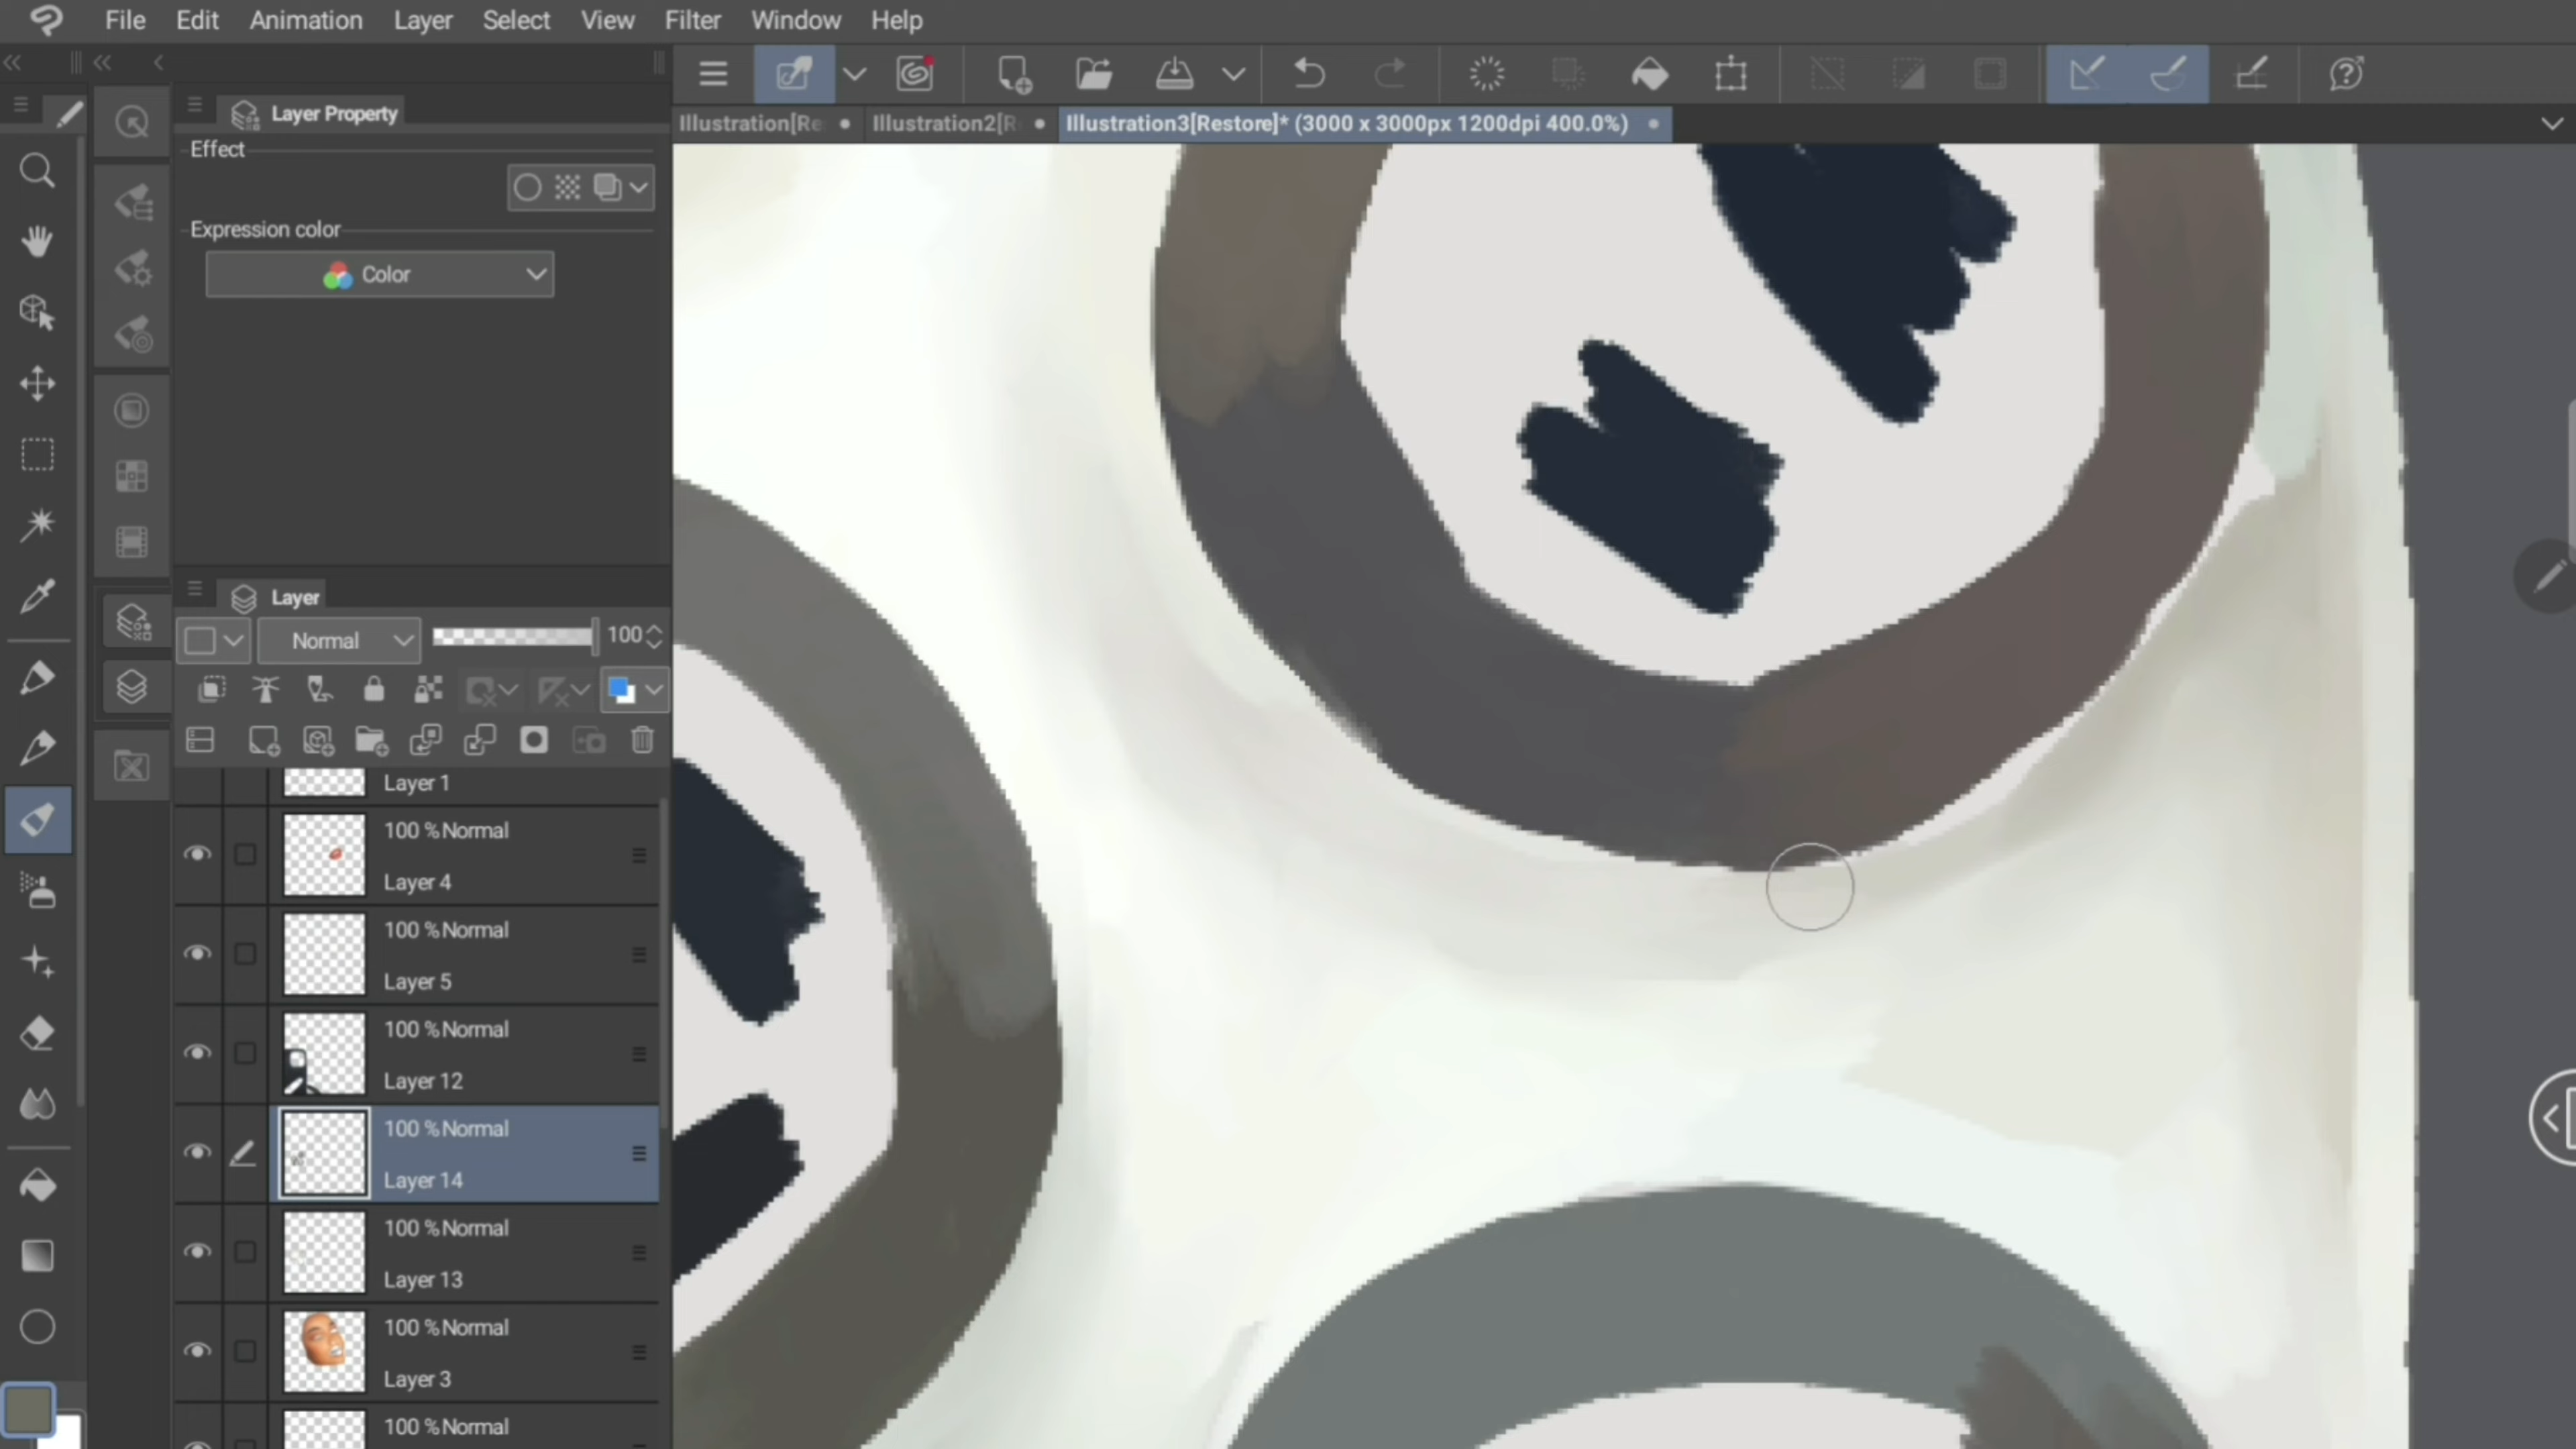 File Edit Animation Layer Select View Filter Window Help
Layer Property
Illustration[Re Illustration2[R Illustration3[Restore]* (3000 x 3000px 1200dpi 400.0%)
Effect
Expression color
Color
Layer
Normal 100
Layer 1
100 %Normal
Layer 4
100 %Normal
Layer 5
100 %Normal
Layer 12
100 %Normal
Layer 14
100 %Normal
Layer 13
100 %Normal
Layer 3
100 %Normal